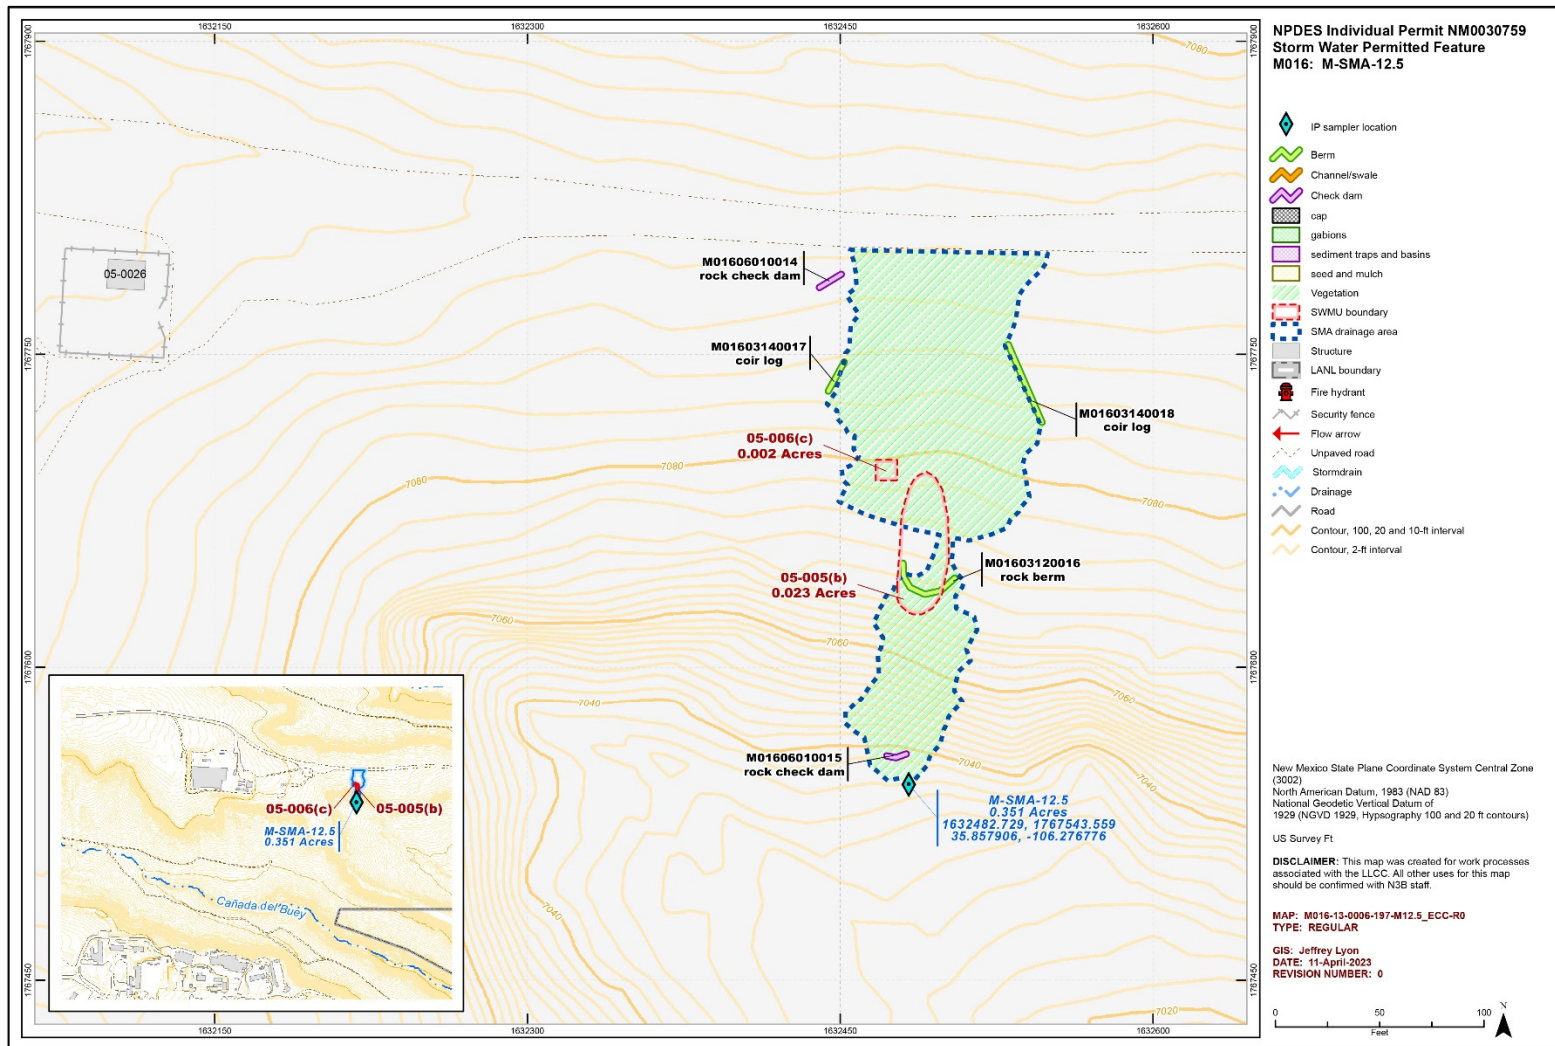 1632150
1632300
1632450
1632600
1767900
1767900
7080
NPDES Individual Permit NM0030759
Storm Water Permitted Feature
M016: M-SMA-12.5
IP sampler location
Berm
Channel/swale
Check dam
cap
gabions
sediment traps and basins
seed and mulch
Vegetation
SWMU boundary
SMA drainage area
Structure
LANL boundary
Fire hydrant
Security fence
Flow arrow
Unpaved road
Stormdrain
Drainage
Road
Contour, 100, 20 and 10-ft interval
Contour, 2-ft interval
05-0026
M01606010014
rock check dam
1767750
1767750
M01603140017
coir log
M01603140018
coir log
05-006(c)
0.002 Acres
7080
7080
7080
M01603120016
rock berm
05-005(b)
0.023 Acres
7060
7060
7060
1767600
1767600
7040
7040
7040
7020
M01606010015
rock check dam
M-SMA-12.5
0.351 Acres
1632482.729, 1767543.559
35.857906, -106.276776
05-006(c)
05-005(b)
M-SMA-12.5
0.351 Acres
Cañada del Buey
1767450
1767450
1632150
1632300
1632450
1632600
New Mexico State Plane Coordinate System Central Zone
(3002)
North American Datum, 1983 (NAD 83)
National Geodetic Vertical Datum of
1929 (NGVD 1929, Hypsography 100 and 20 ft contours)
US Survey Ft
DISCLAIMER: This map was created for work processes
associated with the LLCC. All other uses for this map
should be confirmed with N3B staff.
MAP: M016-13-0006-197-M12.5_ECC-R0
TYPE: REGULAR
GIS: Jeffrey Lyon
DATE: 11-April-2023
REVISION NUMBER: 0
0
50
100
Feet
N